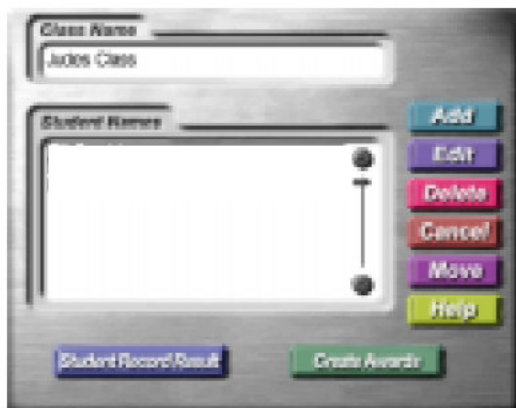 Class Name
Judes Class
Student Names
Add
Edit
Delete
Cancel
Move
Help
Student Record Result
Create Awards